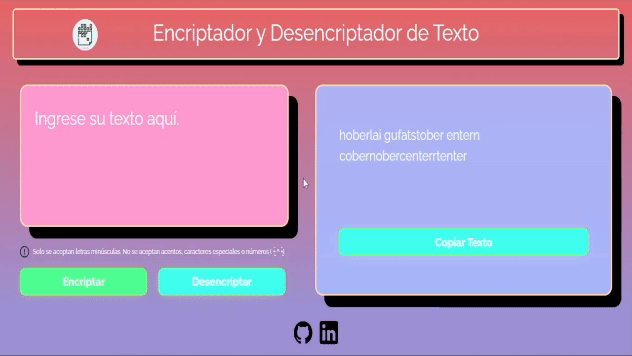 Encriptador y Desencriptador de Texto
Ingrese su texto aquí.
hoberlai gufatstober entern
cobernobercenterrtenter
Copiar Texto
Solo se aceptan letras minúsculas. No se aceptan acentos, caracteres especiales o números
Encriptar
Desencriptar